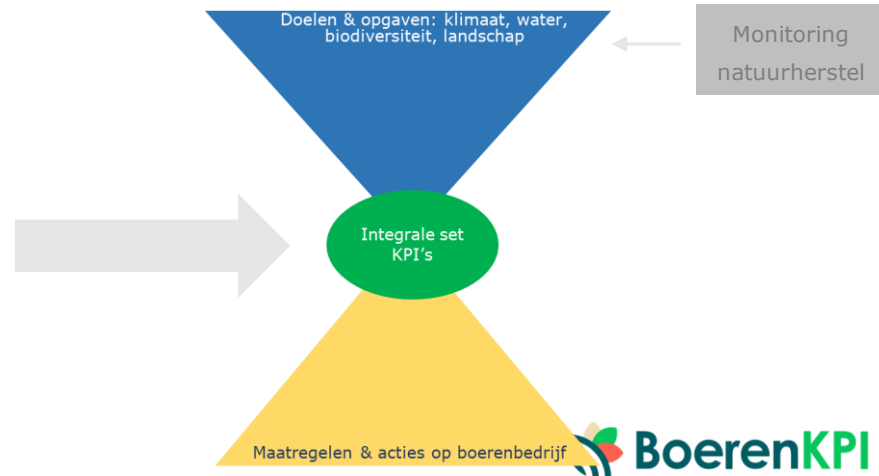 Doelen & opgaven: klimaat, water,
biodiversiteit, landschap
Monitoring
natuurherstel
Integrale set
KPI's
Maatregelen & acties op boerenbedrijf
BoerenKPI